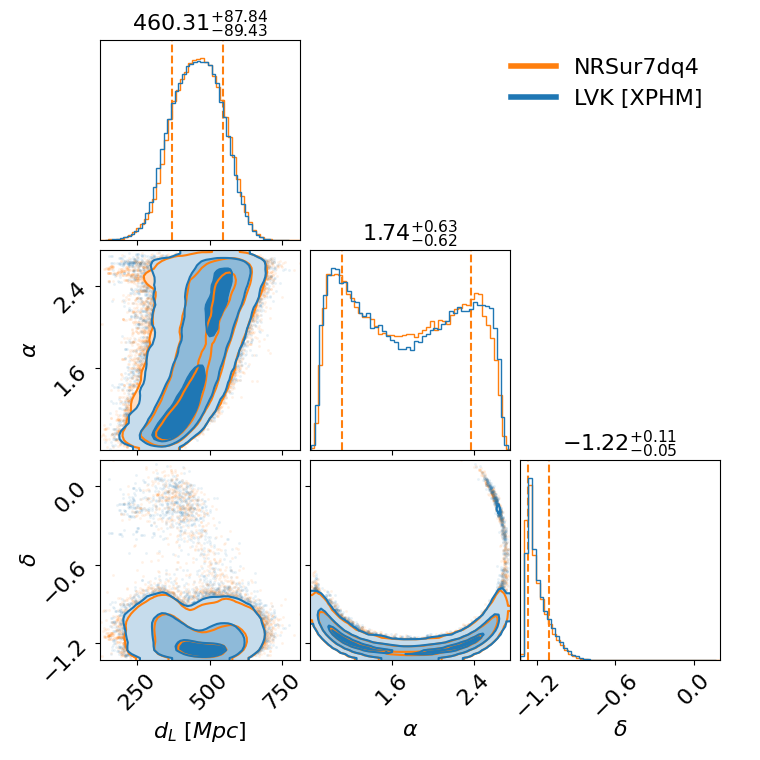 460.31+87.84
−89.43
NRSur7dq4
LVK [XPHM]
1.74+0.63
−0.62
2.4
1.6
α
−1.22+0.11
−0.05
0.0
−0.6
−1.2
δ
250 500 750
1.6 2.4
−1.2 −0.6 0.0
d_L [Mpc]
α
δ